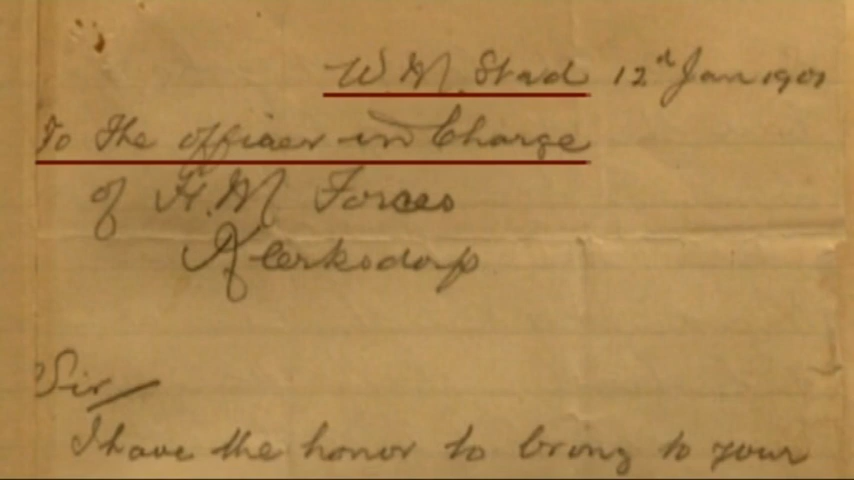 W. M. Stad 12th Jan 1901
To The officer in Charge
of H.M Forces
Klerksdorp
Sir
I have the honor to bring to your